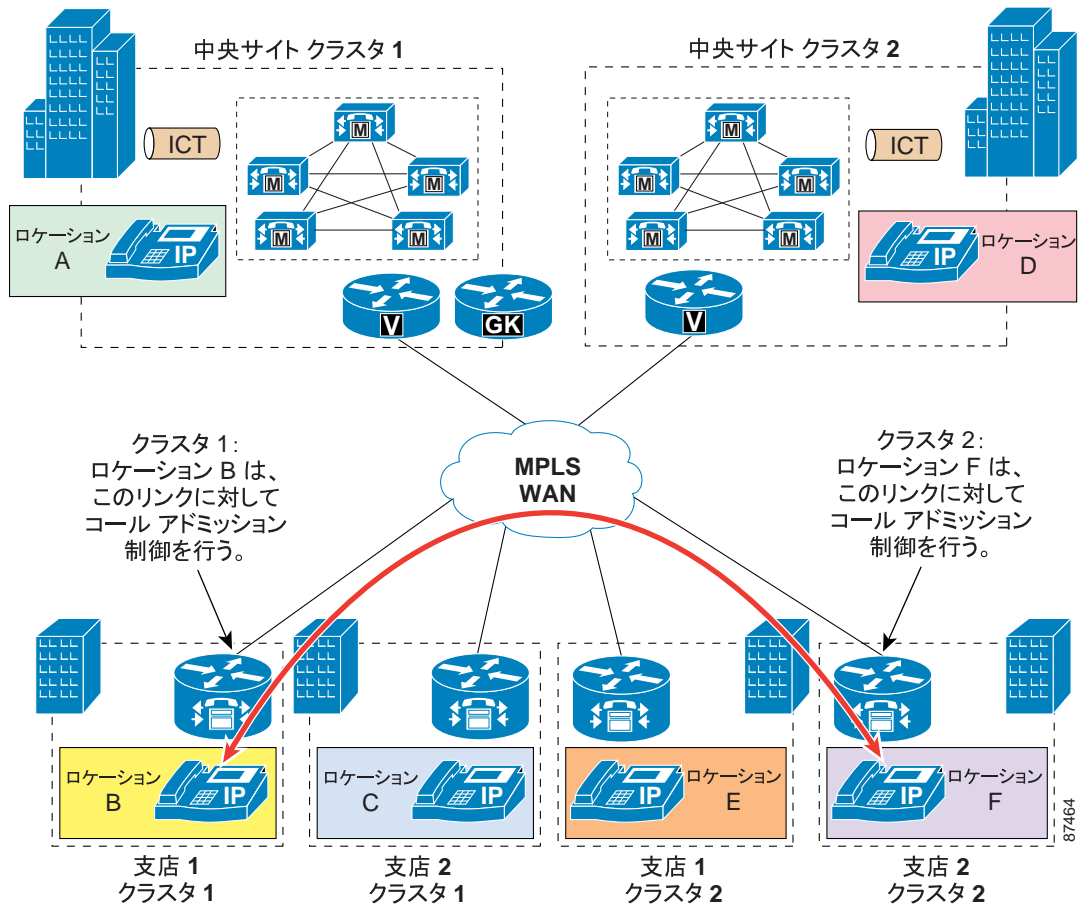 中央サイト クラスタ 1
中央サイト クラスタ 2
ICT
M
M
M
M
M
ICT
M
M
M
M
M
ロケーション
A
IP
IP
ロケーション
D
V
GK
V
MPLS
WAN
クラスタ 1:
ロケーション B は、
このリンクに対して
コール アドミッション
制御を行う。
クラスタ 2:
ロケーション F は、
このリンクに対して
コール アドミッション
制御を行う。
ロケーション
B
IP
ロケーション
C
IP
IP
ロケーション
E
IP
ロケーション
F
87464
支店 1
クラスタ 1
支店 2
クラスタ 1
支店 1
クラスタ 2
支店 2
クラスタ 2